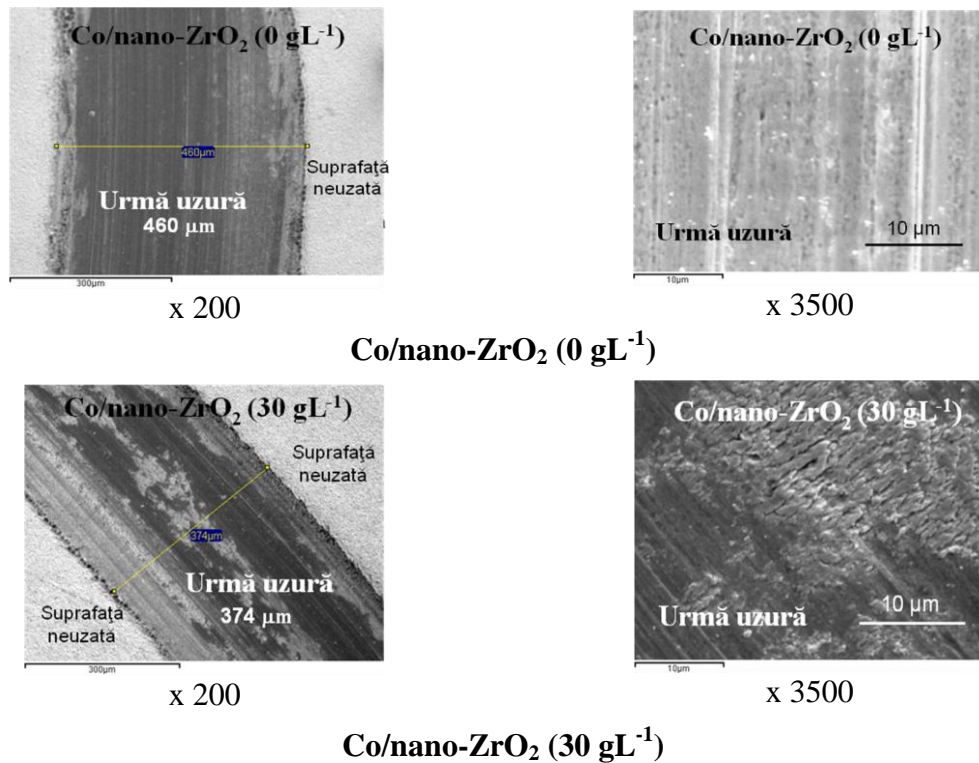 Co/nano-ZrO₂ (0 gL⁻¹)
460µm
Suprafaţă
neuzată
Urmă uzură
460 µm
300µm
x 200
Co/nano-ZrO₂ (0 gL⁻¹)
Urmă uzură
10 µm
10µm
x 3500
Co/nano-ZrO₂ (0 gL⁻¹)
Co/nano-ZrO₂ (30 gL⁻¹)
Suprafaţă
neuzată
374µm
Urmă uzură
374 µm
Suprafaţă
neuzată
300µm
x 200
Co/nano-ZrO₂ (30 gL⁻¹)
10 µm
Urmă uzură
10µm
x 3500
Co/nano-ZrO₂ (30 gL⁻¹)